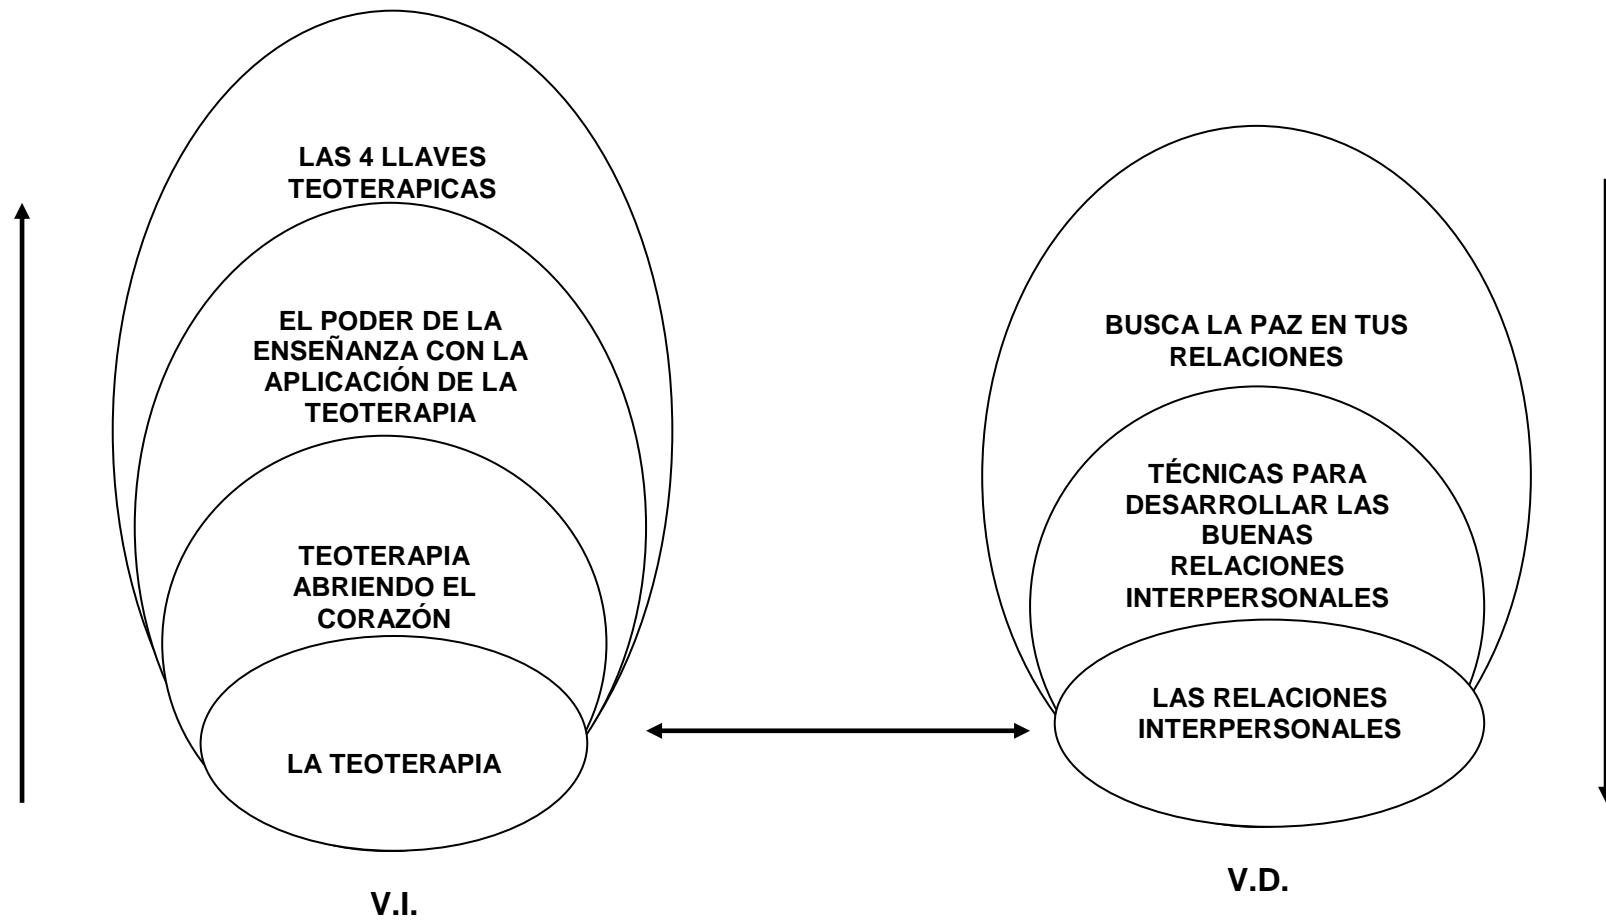 LAS 4 LLAVES
TEOTERAPICAS
EL PODER DE LA
ENSEÑANZA CON LA
APLICACIÓN DE LA
TEOTERAPIA
TEOTERAPIA
ABRIENDO EL
CORAZÓN
LA TEOTERAPIA
V.I.
BUSCA LA PAZ EN TUS
RELACIONES
TÉCNICAS PARA
DESARROLLAR LAS
BUENAS
RELACIONES
INTERPERSONALES
LAS RELACIONES
INTERPERSONALES
V.D.